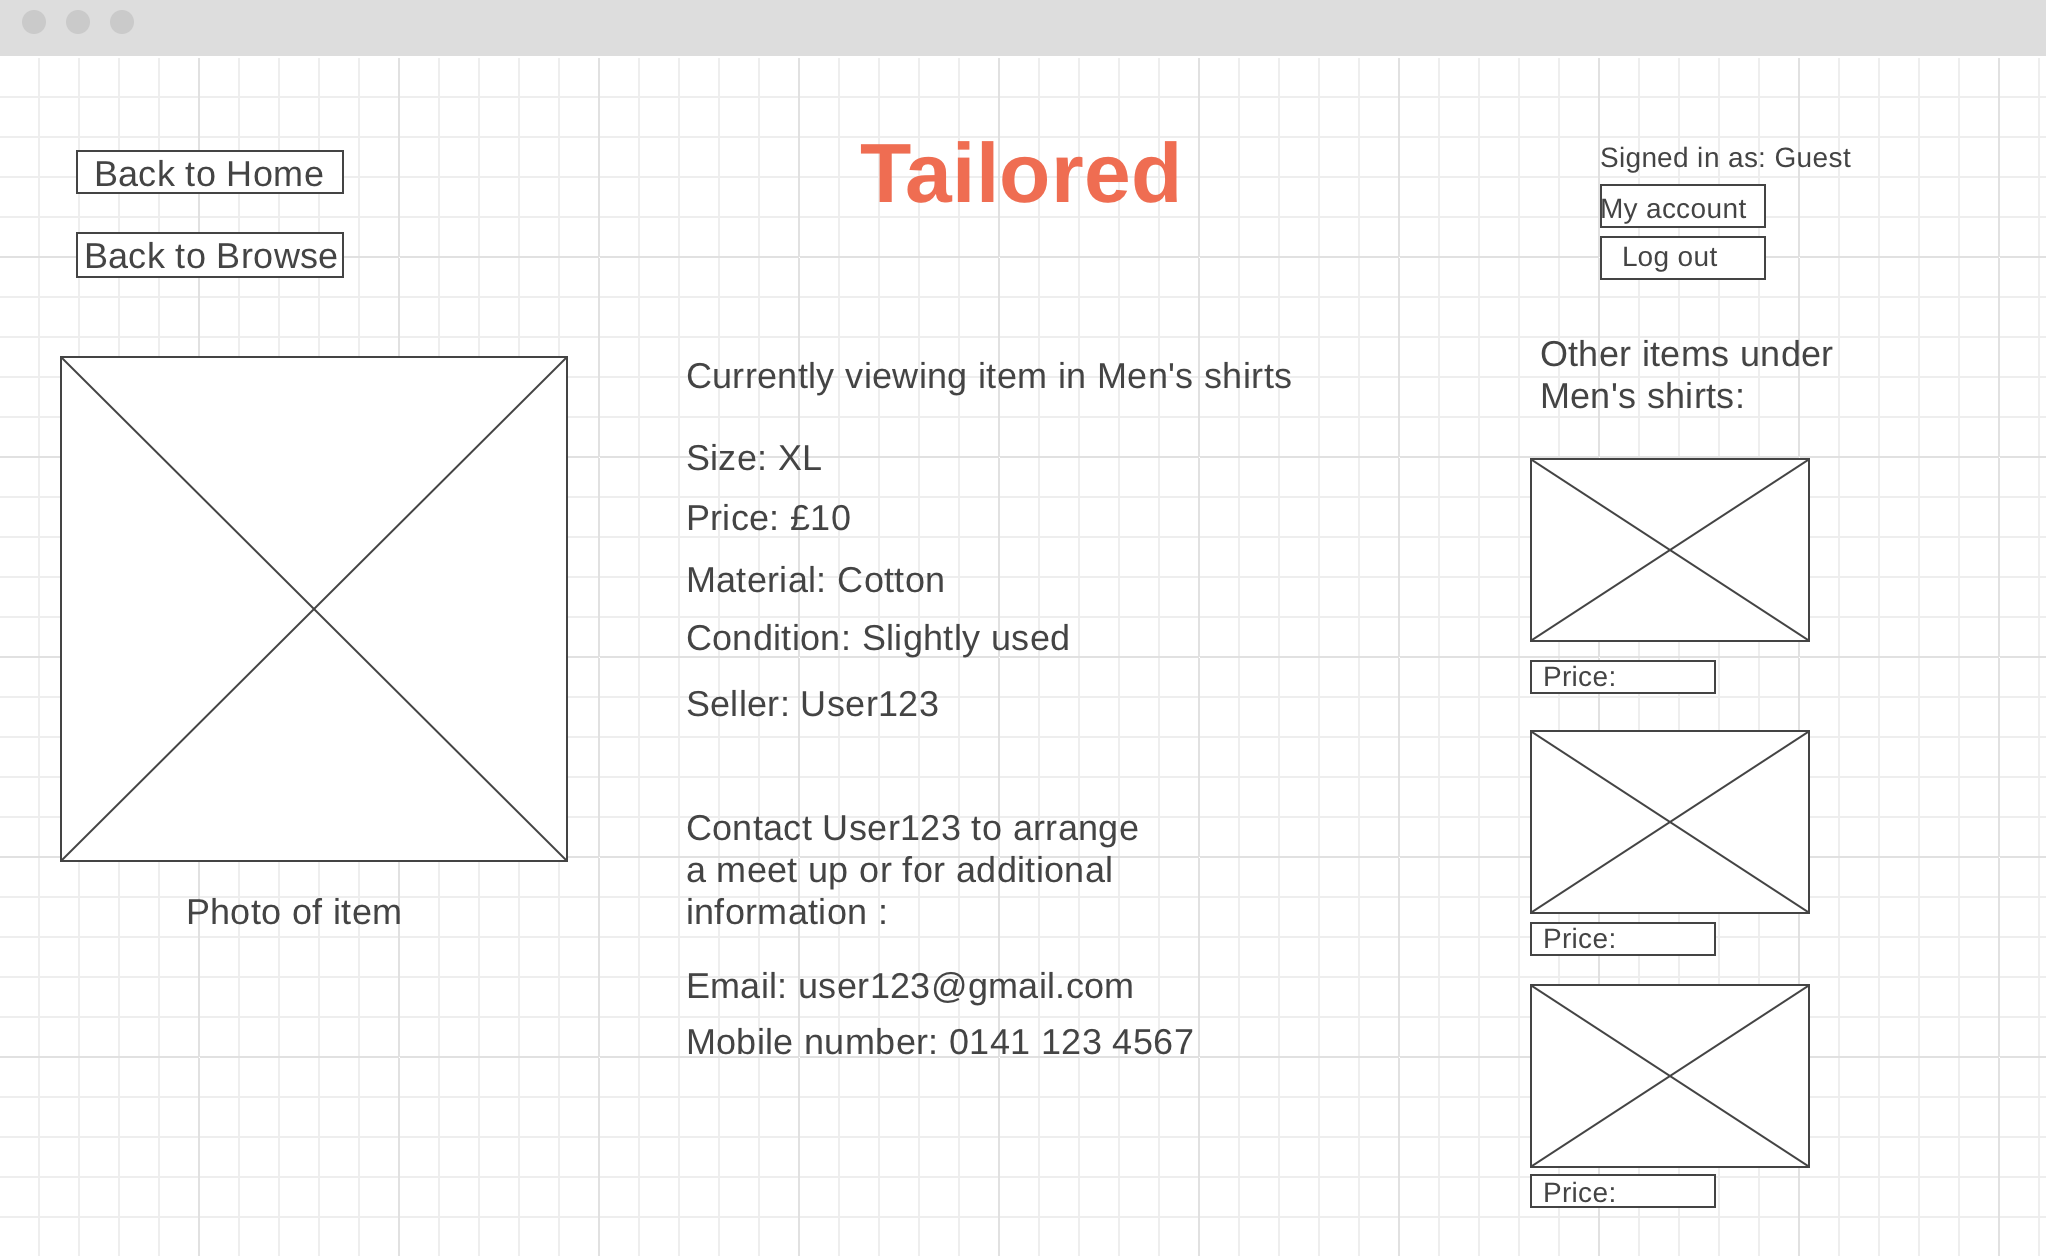 Back to Home
Back to Browse
Tailored
Signed in as: Guest
My account
Log out
Photo of item
Currently viewing item in Men's shirts
Size: XL
Price: £10
Material: Cotton
Condition: Slightly used
Seller: User123
Contact User123 to arrange
a meet up or for additional
information :
Email: user123@gmail.com
Mobile number: 0141 123 4567
Other items under
Men's shirts:
Price:
Price:
Price: